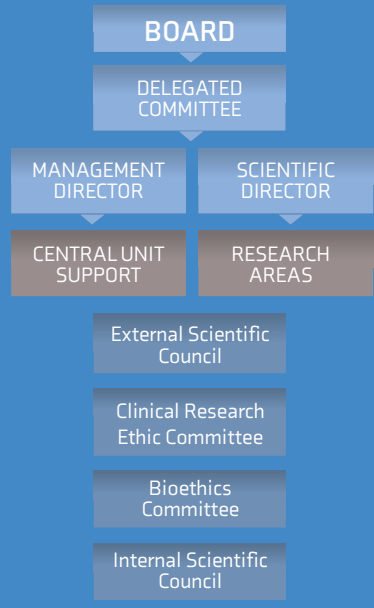 BOARD
DELEGATED
COMMITTEE
MANAGEMENT
DIRECTOR
SCIENTIFIC
DIRECTOR
CENTRAL UNIT
SUPPORT
RESEARCH
AREAS
External Scientific
Council
Clinical Research
Ethic Committee
Bioethics
Committee
Internal Scientific
Council